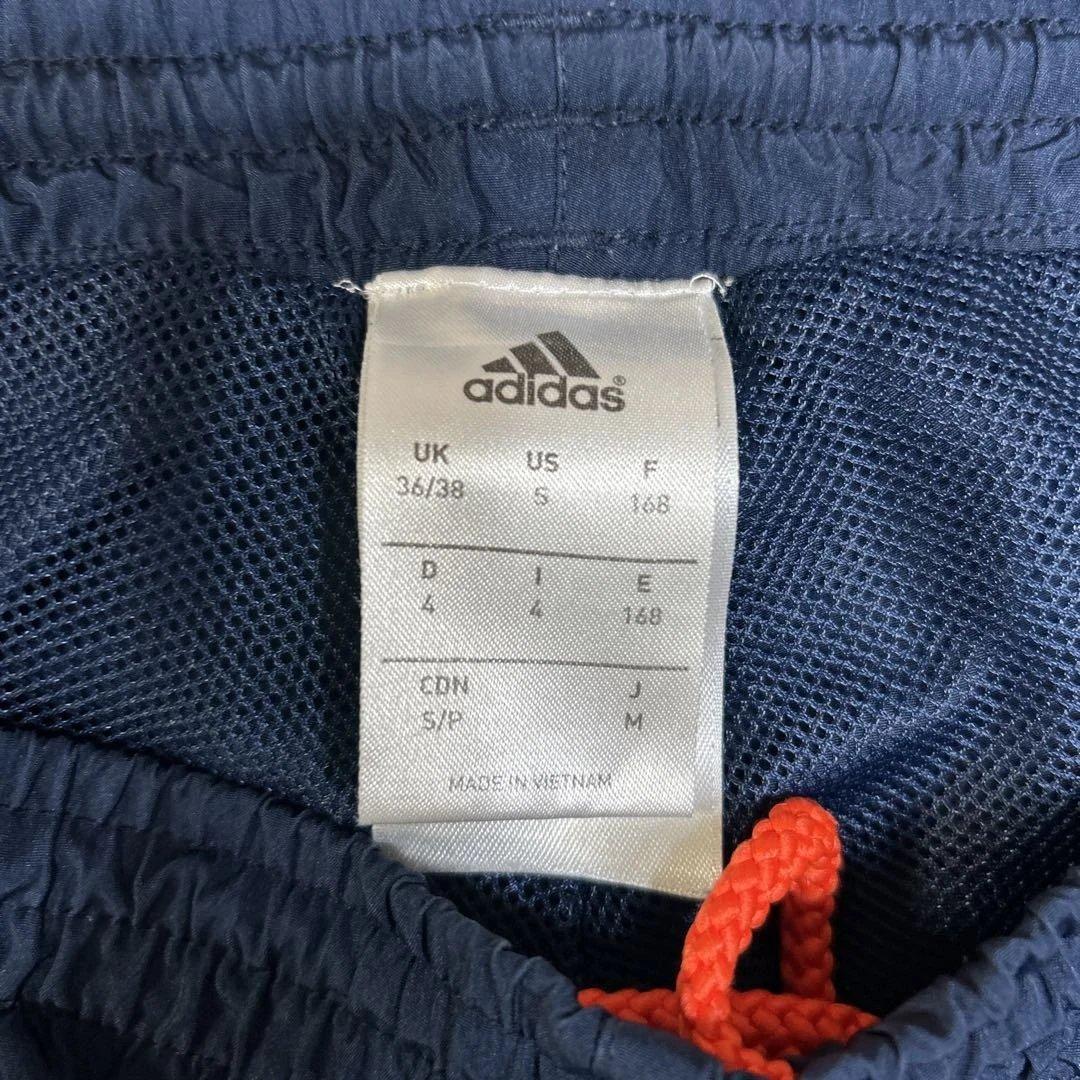 adidas®
UK US F
36/38 S 168
D I E
4 4 168
CDN J
S/P M
MADE IN VIETNAM